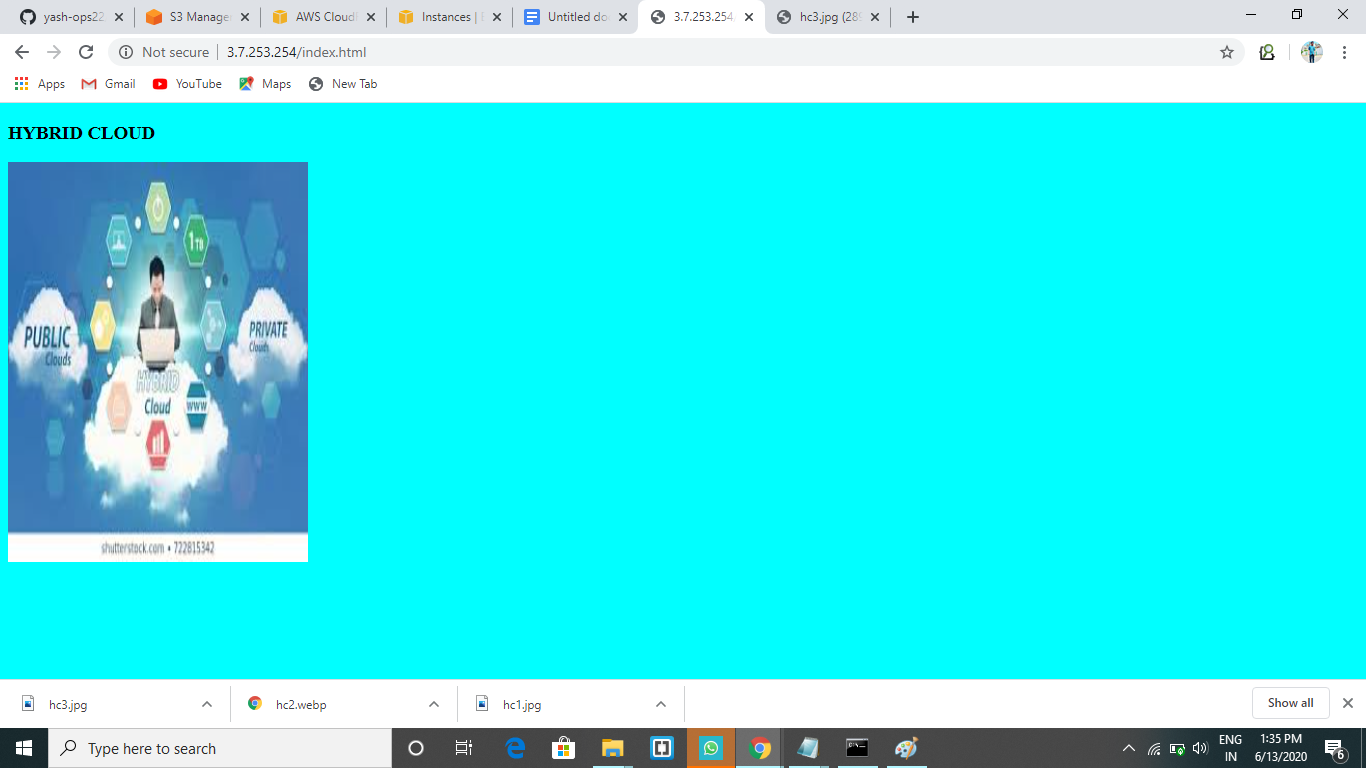 yash-ops22
S3 Manage
AWS Cloud
Instances | E
Untitled do
3.7.253.254
hc3.jpg (289
Not secure
3.7.253.254/index.html
Apps
Gmail
YouTube
Maps
New Tab
HYBRID CLOUD
1 TB
PUBLIC
Clouds
PRIVATE
Clouds
HYBRID
Cloud
WWW
shutterstock.com • 722815342
hc3.jpg
hc2.webp
hc1.jpg
Show all
Type here to search
ENG
IN
1:35 PM
6/13/2020
6